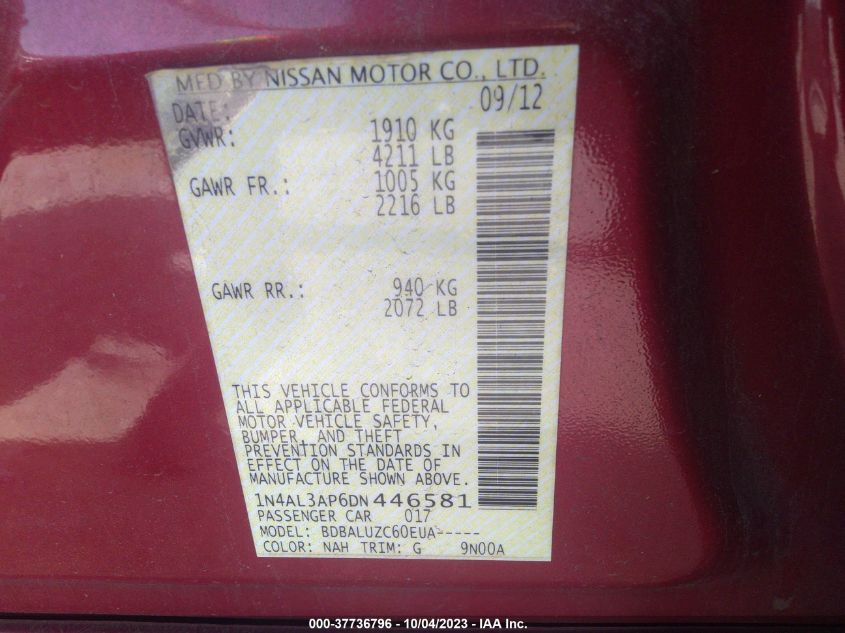 MFD BY NISSAN MOTOR CO., LTD.
DATE: 09/12
GVWR: 1910 KG
4211 LB
GAWR FR.: 1005 KG
2216 LB
GAWR RR.: 940 KG
2072 LB
THIS VEHICLE CONFORMS TO
ALL APPLICABLE FEDERAL
MOTOR VEHICLE SAFETY,
BUMPER, AND THEFT
PREVENTION STANDARDS IN
EFFECT ON THE DATE OF
MANUFACTURE SHOWN ABOVE.
1N4AL3AP6DN446581
PASSENGER CAR 017
MODEL: BDBALUZC60EUA-----
COLOR: NAH TRIM: G 9N00A
000-37736796 - 10/04/2023 - IAA Inc.